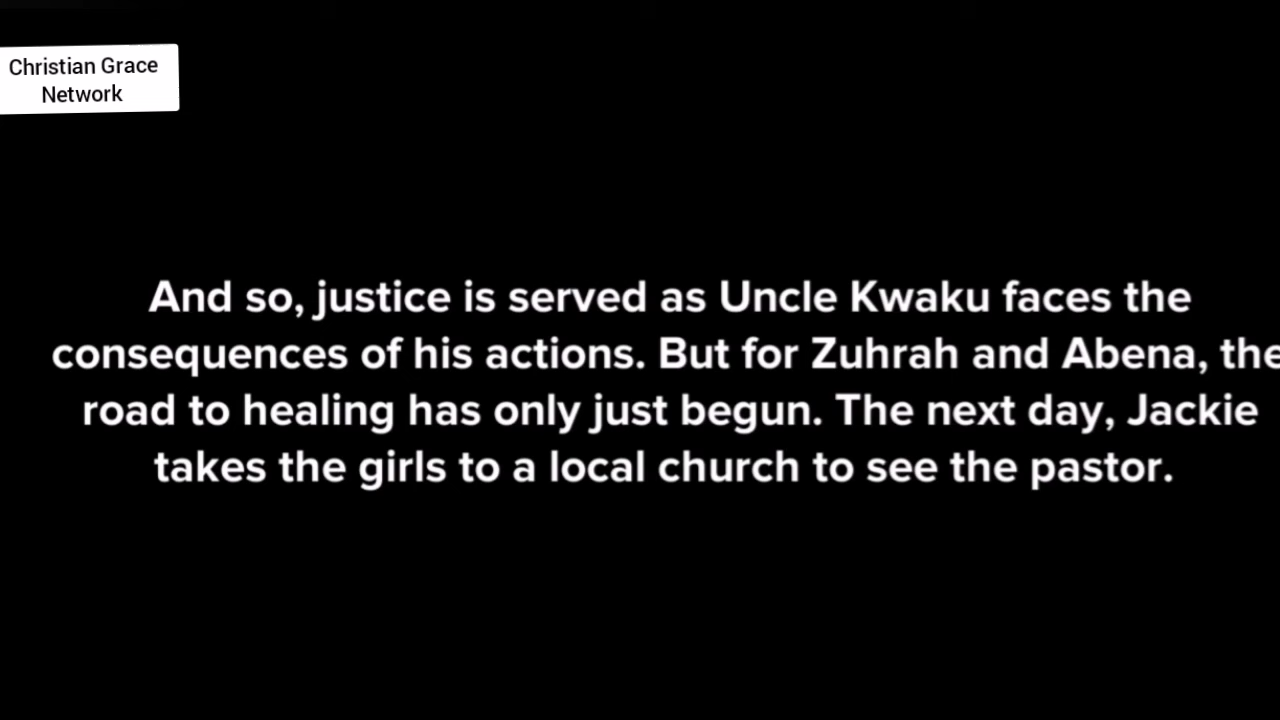 Christian Grace
Network
And so, justice is served as Uncle Kwaku faces the
consequences of his actions. But for Zuhrah and Abena, the
road to healing has only just begun. The next day, Jackie
takes the girls to a local church to see the pastor.